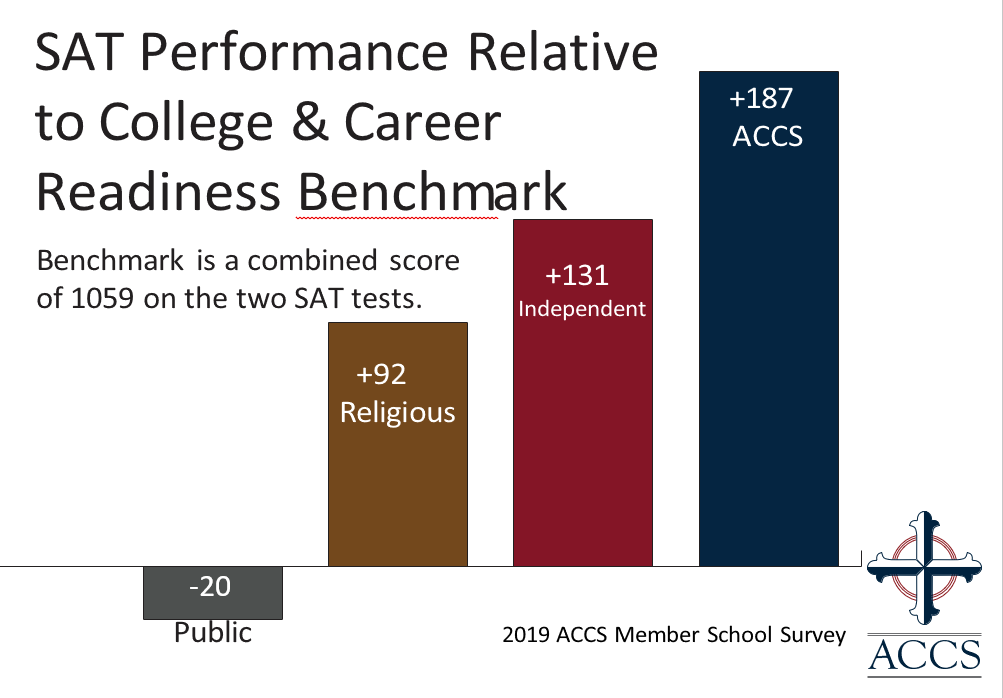 SAT Performance Relative
to College & Career
Readiness Benchmark
Benchmark is a combined score
of 1059 on the two SAT tests.
+187
ACCS
+131
Independent
+92
Religious
-20
Public
2019 ACCS Member School Survey
ACCS